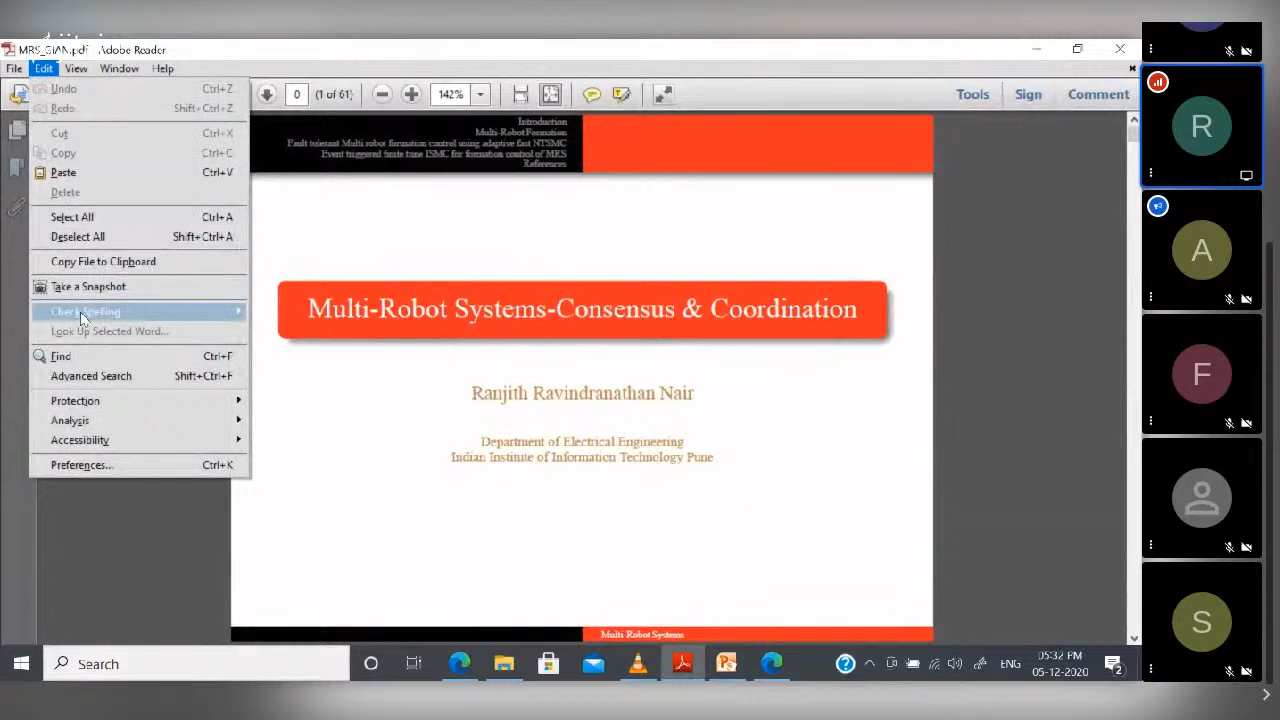 MRS_GIAN.pdf - Adobe Reader
File Edit View Window Help
0 (1 of 61) 142% Tools Sign Comment
Undo Ctrl+Z
Redo Shift+Ctrl+Z
Cut Ctrl+X
Copy Ctrl+C
Paste Ctrl+V
Delete
Select All Ctrl+A
Deselect All Shift+Ctrl+A
Copy File to Clipboard
Take a Snapshot
Check Spelling
Look Up Selected Word...
Find Ctrl+F
Advanced Search Shift+Ctrl+F
Protection
Analysis
Accessibility
Preferences... Ctrl+K
Introduction
Multi-Robot Formation
Fault tolerant Multi robot formation control using adaptive fast NTSMC
Event triggered finite time ISMC for formation control of MRS
References
Multi-Robot Systems-Consensus & Coordination
Ranjith Ravindranathan Nair
Department of Electrical Engineering
Indian Institute of Information Technology Pune
Multi-Robot Systems
R
A
F
S
Search
ENG
05:32 PM
05-12-2020
2